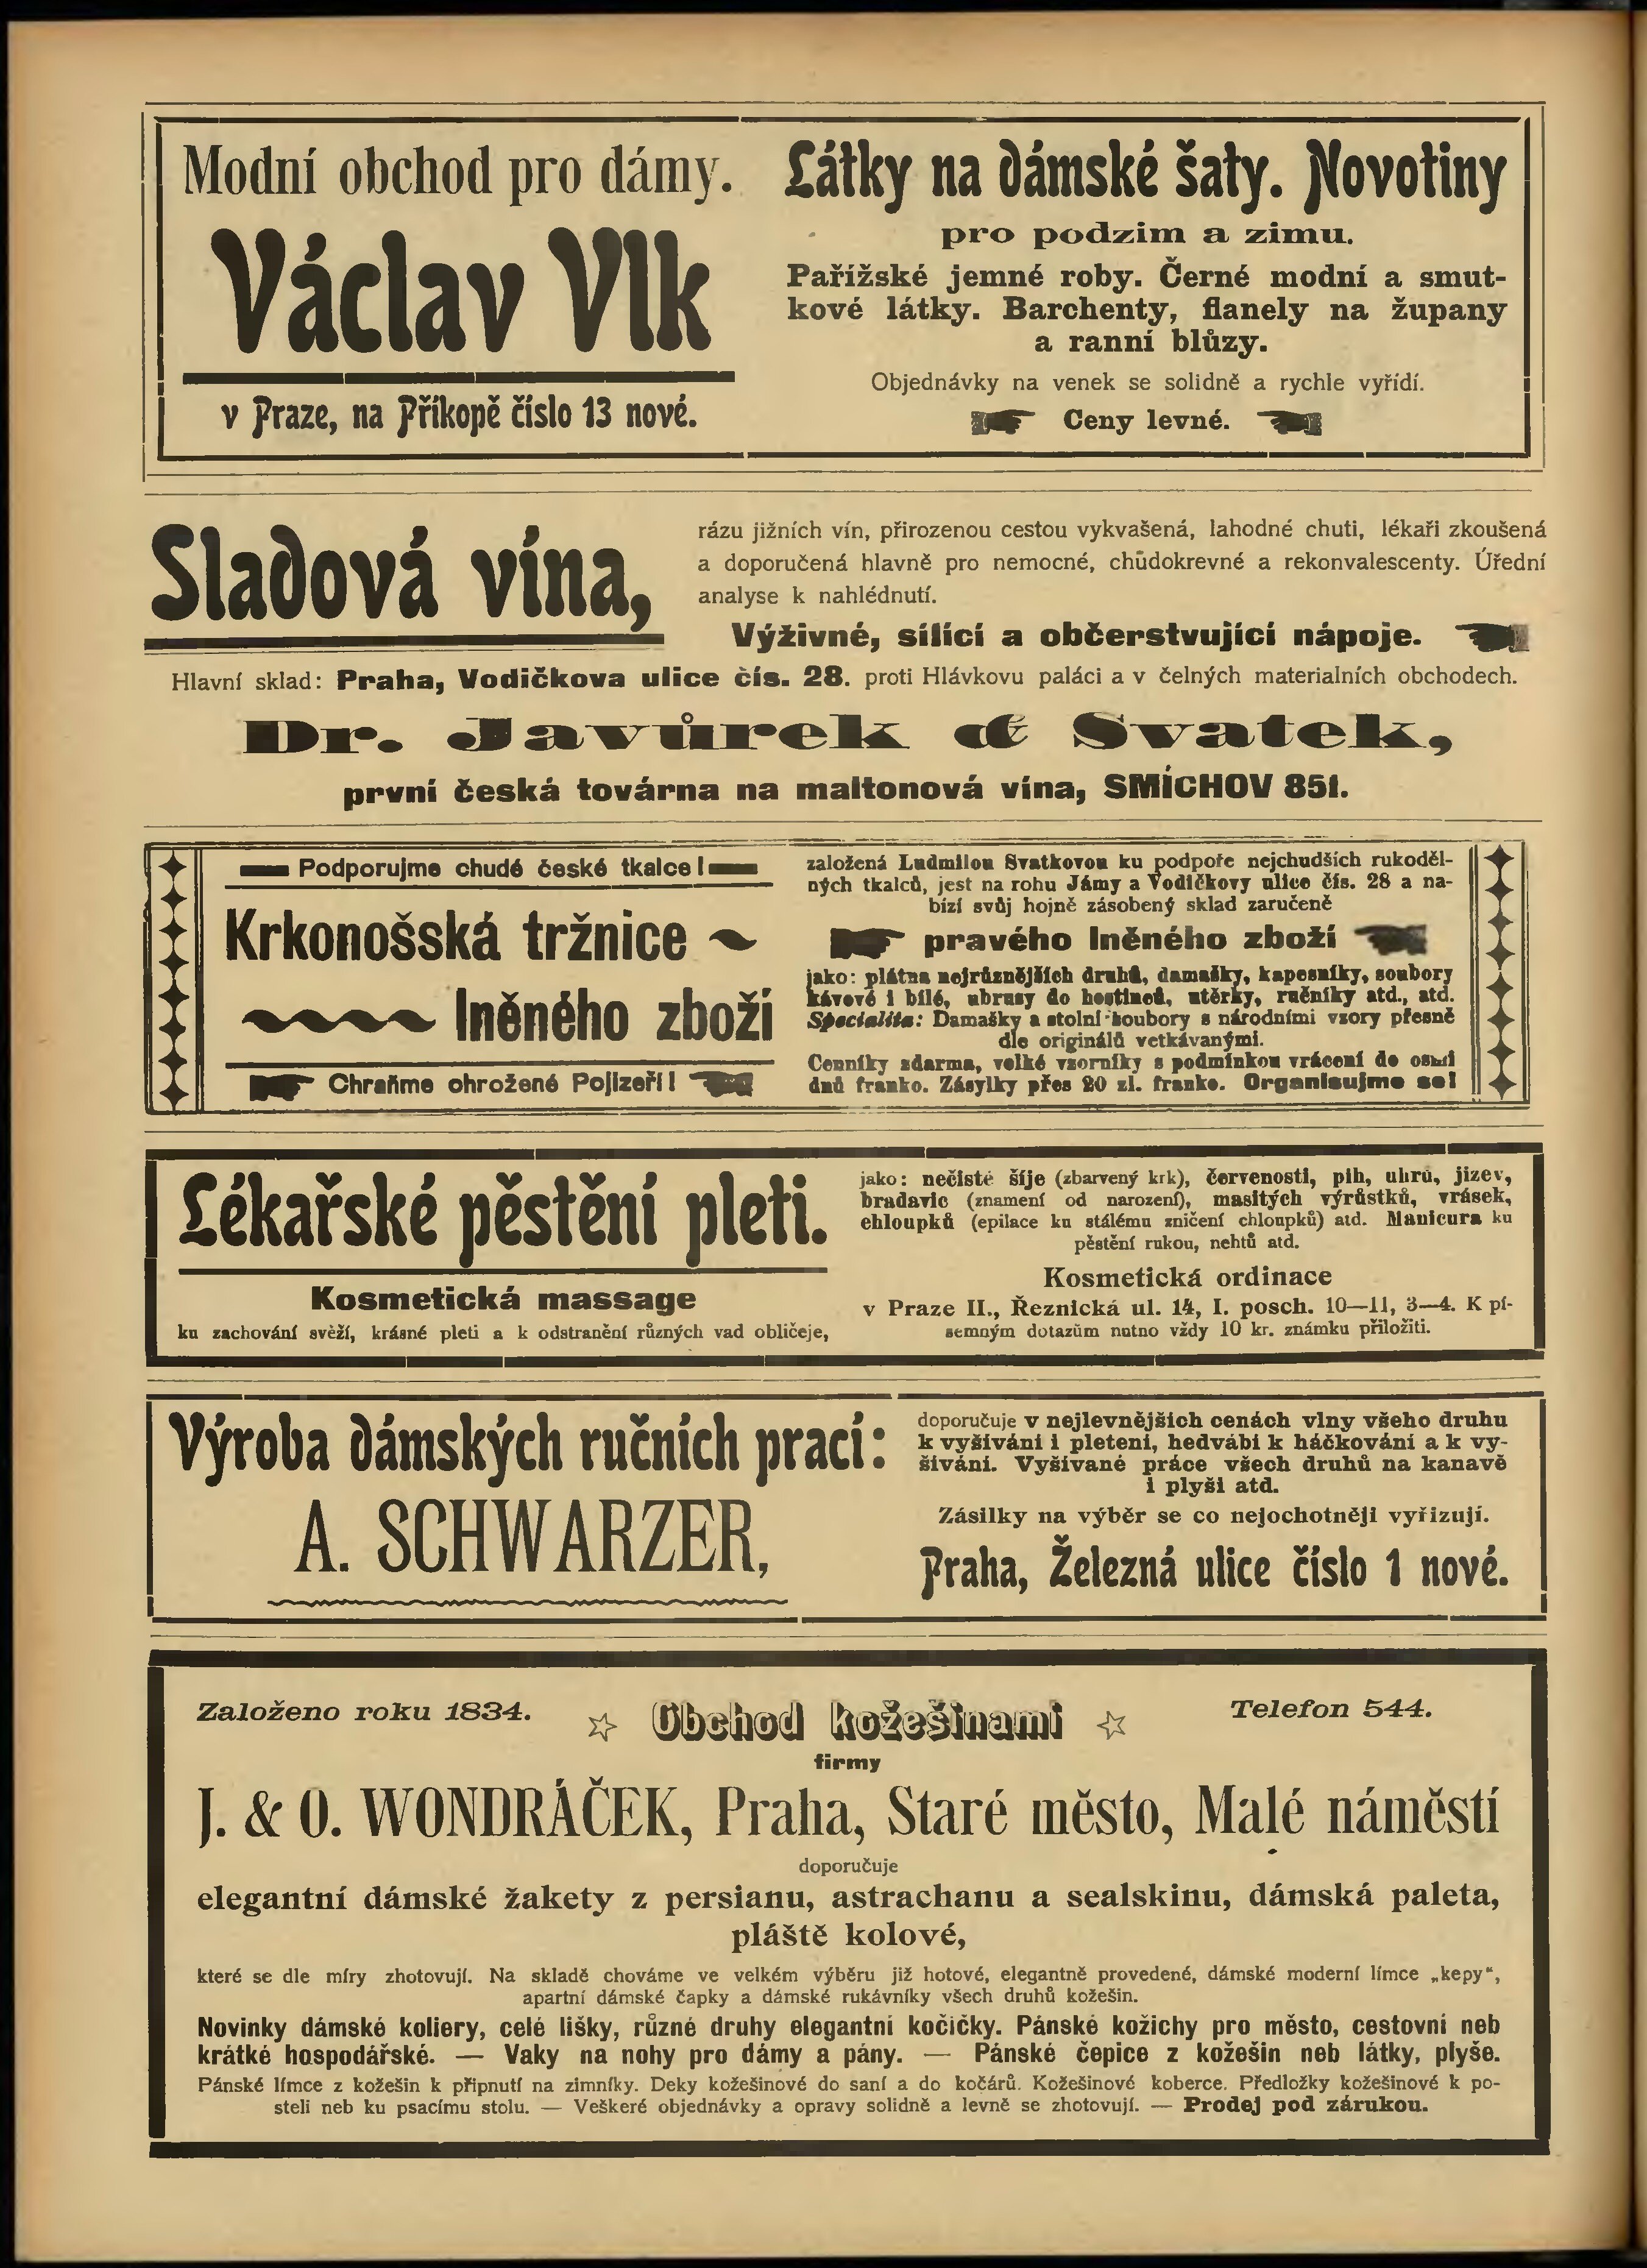 Modní obchod pro dámy.
Václav Vlk
v Praze, na Příkopě číslo 13 nové.
Látky na dámské šaty. Novotiny
pro podzim a zimu.
Pařížské jemné roby. Černé modní a smut-
kové látky. Barchenty, flanely na župany
a ranní blůzy.
Objednávky na venek se solidně a rychle vyřídí.
Ceny levné.
Sladová vína,
rázu jižních vín, přirozenou cestou vykvašená, lahodné chuti, lékaři zkoušená
a doporučená hlavně pro nemocné, chůdokrevné a rekonvalescenty. Úřední
analyse k nahlédnutí.
Výživné, sílící a občerstvující nápoje.
Hlavní sklad: Praha, Vodičkova ulice čís. 28. proti Hlávkovu paláci a v čelných materialních obchodech.
Dr. Javůrek & Svatek,
první česká továrna na maltonová vína, SMÍCHOV 851.
Podporujme chudé české tkalce!
Krkonošská tržnice
lněného zboží
Chraňme ohrožené Pojizeří!
založená Ludmilou Svatkovou ku podpoře nejchudších rukoděl-
ných tkalců, jest na rohu Jámy a Vodičkovy ulice čís. 28 a na-
bízí svůj hojně zásobený sklad zaručeně
pravého lněného zboží
jako: plátna nejrůznějších druhů, damašky, kapesníky, soubory
kávové i bílé, ubrusy do hostinců, utěrky, ručníky atd., atd.
Specialita: Damašky a stolní soubory s národními vzory přesně
dle originálů vetkávanými.
Cenníky zdarma, velké vzorníky s podmínkou vrácení do osmi
dnů franko. Zásylky přes 20 zl. franko. Organisujme se!
Lékařské pěstění pleti.
Kosmetická massage
ku zachování svěží, krásné pleti a k odstranění různých vad obličeje,
jako: nečisté šíje (zbarvený krk), červenosti, pih, uhrů, jizev,
bradavic (znamení od narození), masitých výrůstků, vrásek,
chloupků (epilace ku stálému zničení chloupků) atd. Manicura ku
pěstění rukou, nehtů atd.
Kosmetická ordinace
v Praze II., Řeznická ul. 14, I. posch. 10—11, 3—4. K pí-
semným dotazům nutno vždy 10 kr. známku přiložiti.
Výroba dámských ručních prací:
A. SCHWARZER,
doporučuje v nejlevnějších cenách vlny všeho druhu
k vyšívání i pletení, hedvábí k háčkování a k vy-
šívání. Vyšívané práce všech druhů na kanavě
i plyši atd.
Zásilky na výběr se co nejochotněji vyřizují.
Praha, Železná ulice číslo 1 nové.
Založeno roku 1834.
Obchod kožešinami
Telefon 544.
firmy
J. & O. WONDRÁČEK, Praha, Staré město, Malé náměstí
doporučuje
elegantní dámské žakety z persianu, astrachanu a sealskinu, dámská paleta,
pláště kolové,
které se dle míry zhotovují. Na skladě chováme ve velkém výběru již hotové, elegantně provedené, dámské moderní límce „kepy“,
apartní dámské čapky a dámské rukávníky všech druhů kožešin.
Novinky dámské koliery, celé lišky, různé druhy elegantní kočičky. Pánské kožichy pro město, cestovní neb
krátké hospodářské. — Vaky na nohy pro dámy a pány. — Pánské čepice z kožešin neb látky, plyše.
Pánské límce z kožešin k připnutí na zimníky. Deky kožešinové do saní a do kočárů. Kožešinové koberce. Předložky kožešinové k po-
steli neb ku psacímu stolu. — Veškeré objednávky a opravy solidně a levně se zhotovují. — Prodej pod zárukou.